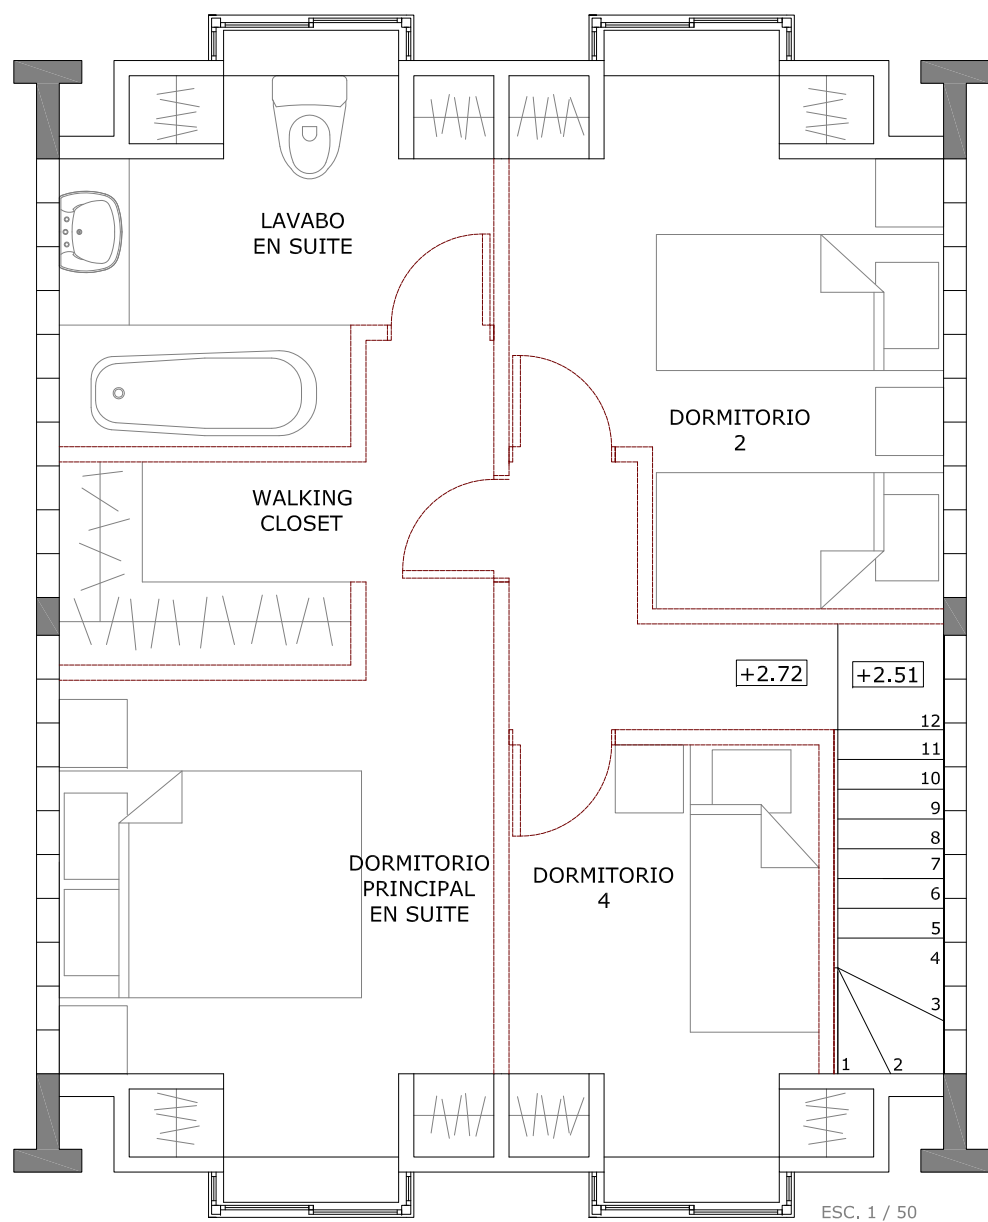 LAVABO
EN SUITE
DORMITORIO
2
WALKING
CLOSET
+2.72
+2.51
12
11
10
9
8
7
6
5
4
3
2
1
DORMITORIO
PRINCIPAL
EN SUITE
DORMITORIO
4
ESC, 1 / 50